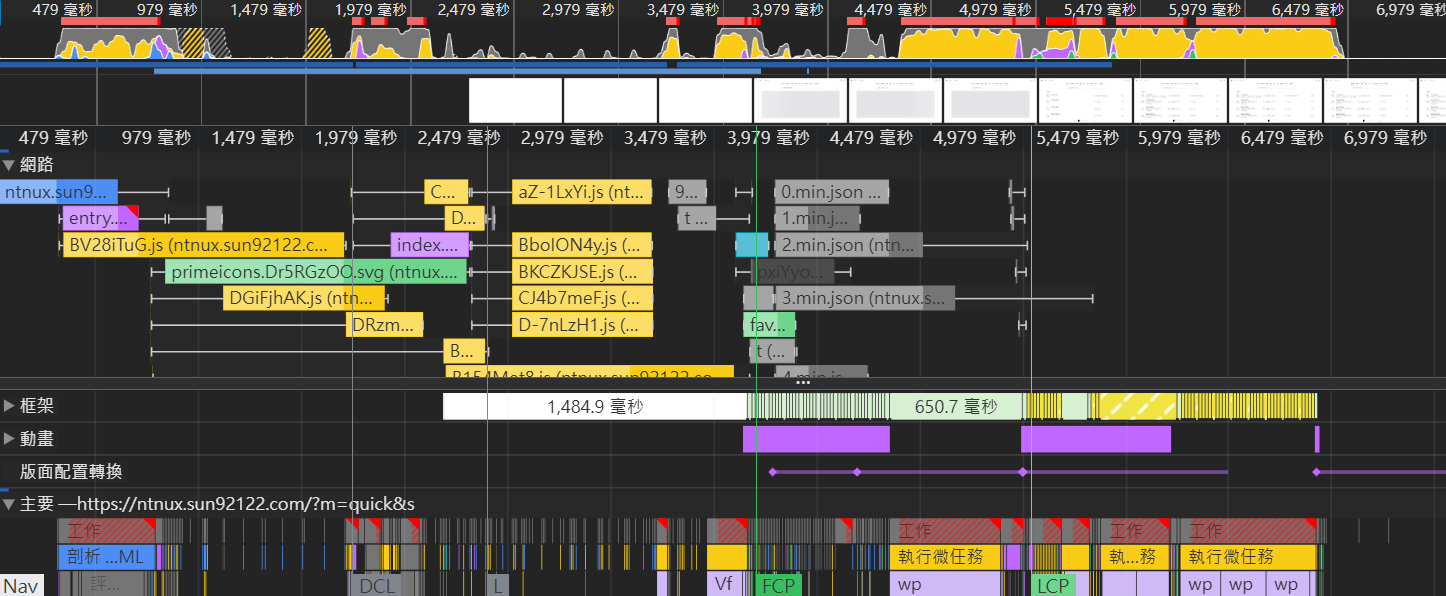 479 毫秒 979 毫秒 1,479 毫秒 1,979 毫秒 2,479 毫秒 2,979 毫秒 3,479 毫秒 3,979 毫秒 4,479 毫秒 4,979 毫秒 5,479 毫秒 5,979 毫秒 6,479 毫秒 6,979 毫秒
479 毫秒 979 毫秒 1,479 毫秒 1,979 毫秒 2,479 毫秒 2,979 毫秒 3,479 毫秒 3,979 毫秒 4,479 毫秒 4,979 毫秒 5,479 毫秒 5,979 毫秒 6,479 毫秒 6,979 毫秒
網路
ntnux.sun9... C... aZ-1LxYi.js (nt... 9... 0.min.json ...
entry.... D... t ... 1.min.j...
BV28iTuG.js (ntnux.sun92122.c... index.... BbolON4y.js (... 2.min.json (ntn...
primeicons.Dr5RGzOO.svg (ntnux.... BKCZKJSE.js (... pxiYyo...
DGiFjhAK.js (ntn... CJ4b7meF.js (... 3.min.json (ntnux.s...
DRzm... D-7nLzH1.js (... fav...
B... t (...
B154Met8.js (ntnux.sun92122.co... 4.min.js...
...
框架 1,484.9 毫秒 650.7 毫秒
動畫
版面配置轉換
主要 —https://ntnux.sun92122.com/?m=quick&s
工作 工作 工作 工作
剖析 ...ML 執行微任務 執...務 執行微任務
Nav 評... DCL L Vf FCP wp LCP wp wp wp